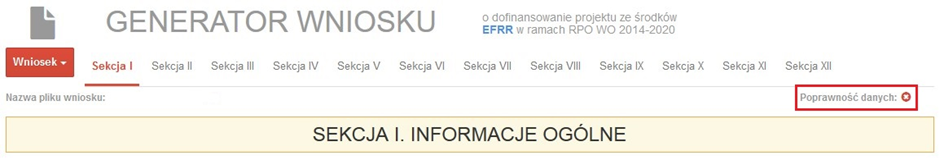 GENERATOR WNIOSKU
o dofinansowanie projektu ze środków
EFRR w ramach RPO WO 2014-2020
Wniosek
Sekcja I Sekcja II Sekcja III Sekcja IV Sekcja V Sekcja VI Sekcja VII Sekcja VIII Sekcja IX Sekcja X Sekcja XI Sekcja XII
Nazwa pliku wniosku:
Poprawność danych:
SEKCJA I. INFORMACJE OGÓLNE